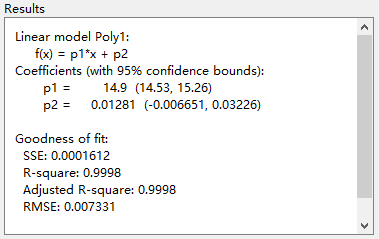 Results
Linear model Poly1:
f(x) = p1*x + p2
Coefficients (with 95% confidence bounds):
p1 = 14.9 (14.53, 15.26)
p2 = 0.01281 (-0.006651, 0.03226)
Goodness of fit:
SSE: 0.0001612
R-square: 0.9998
Adjusted R-square: 0.9998
RMSE: 0.007331